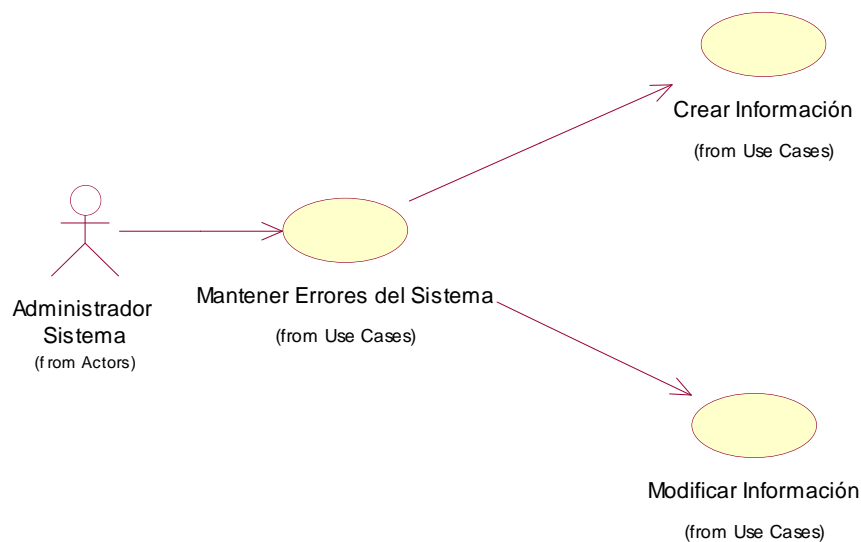 Crear Información
(from Use Cases)
Mantener Errores del Sistema
(from Use Cases)
Administrador
Sistema
(from Actors)
Modificar Información
(from Use Cases)